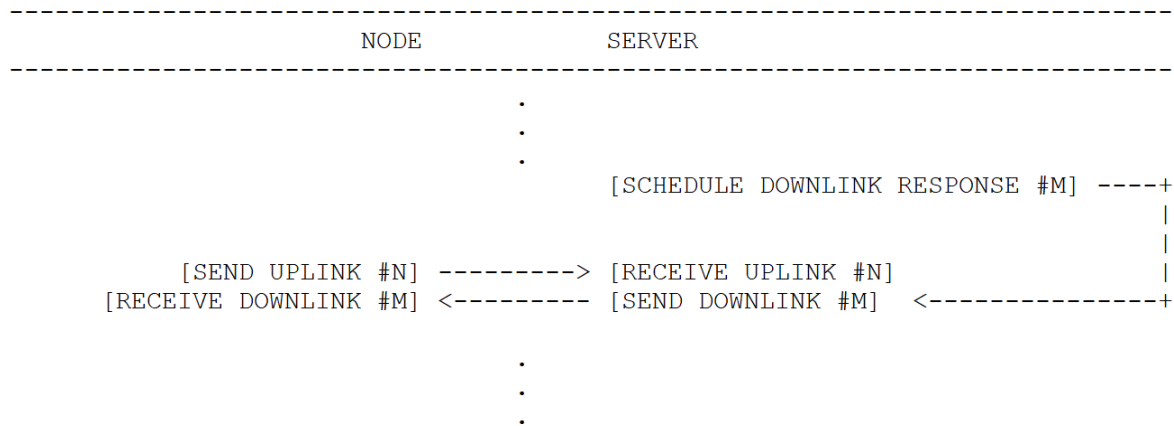 ----------------------------------------------------------------------------
NODE            SERVER
----------------------------------------------------------------------------
.
.
.
[SCHEDULE DOWNLINK RESPONSE #M] ----+
|
|
[SEND UPLINK #N] ---------> [RECEIVE UPLINK #N]                  |
[RECEIVE DOWNLINK #M] <--------- [SEND DOWNLINK #M]  <---------------+
.
.
.